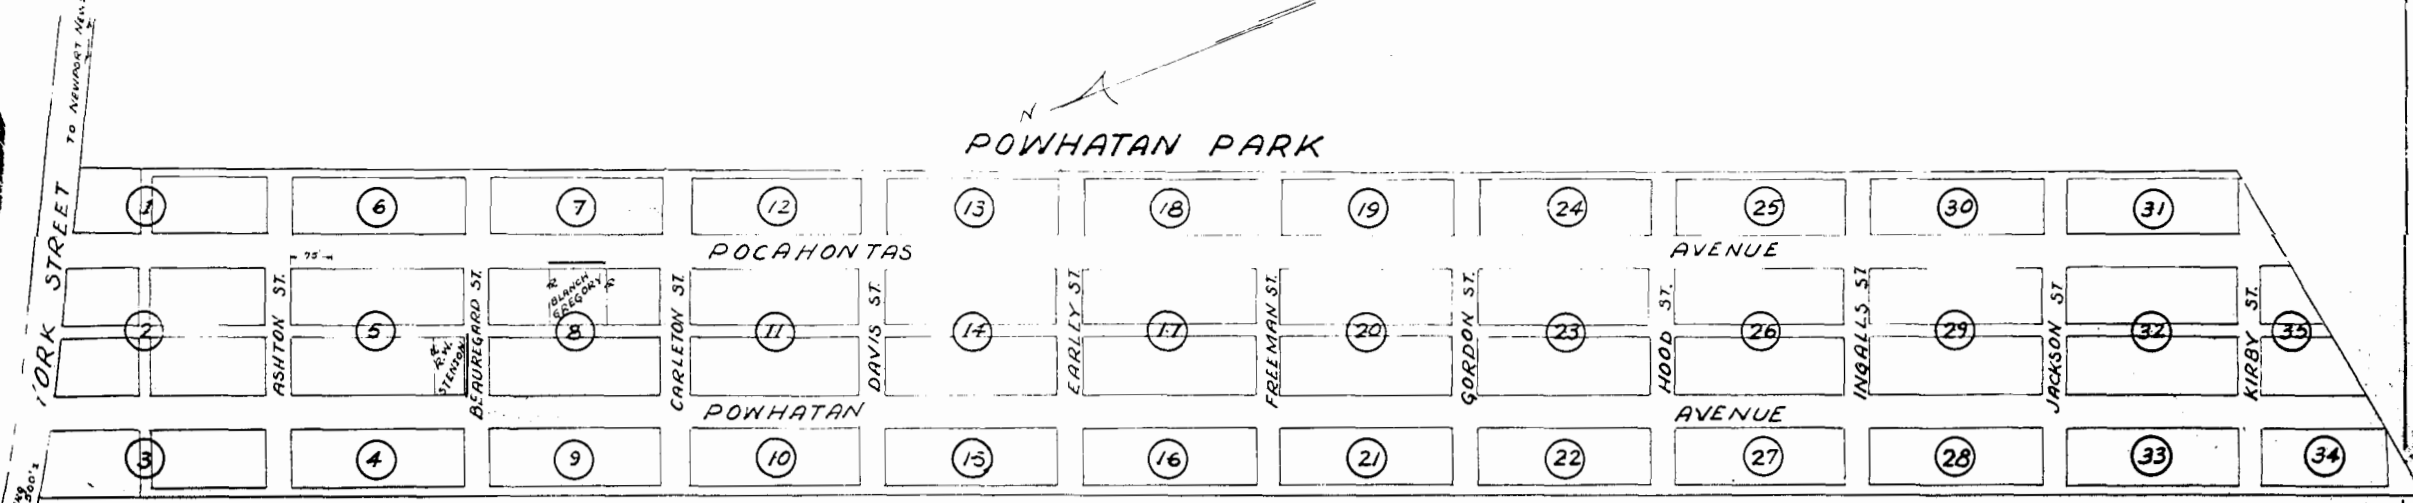 TO NEWPORT NEWS
N
POWHATAN PARK
STREET
1 6 7 12 13 18 19 24 25 30 31
POCAHONTAS AVENUE
75'
BLANCH
GREGORY
ASHTON ST.
BEAUREGARD ST.
CARLETON ST.
DAVIS ST.
EARLY ST.
FREEMAN ST.
GORDON ST.
HOOD ST.
INGALLS ST
JACKSON ST
KIRBY ST.
2 5 8 11 14 17 20 23 26 29 32 35
R.W.
STENSON
POWHATAN AVENUE
3 4 9 10 15 16 21 22 27 28 33 34
300'±